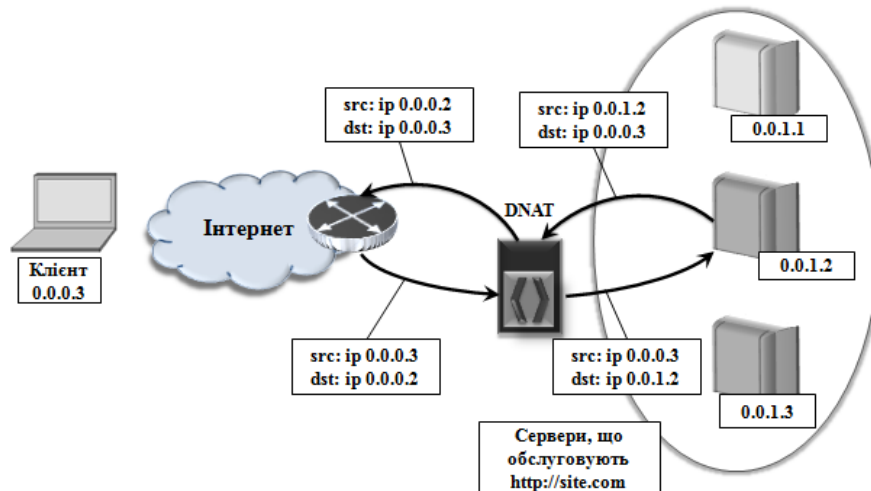 src: ip 0.0.0.2
dst: ip 0.0.0.3
src: ip 0.0.1.2
dst: ip 0.0.0.3
0.0.1.1
DNAT
Інтернет
Клієнт
0.0.0.3
0.0.1.2
src: ip 0.0.0.3
dst: ip 0.0.0.2
src: ip 0.0.0.3
dst: ip 0.0.1.2
0.0.1.3
Сервери, що
обслуговують
http://site.com